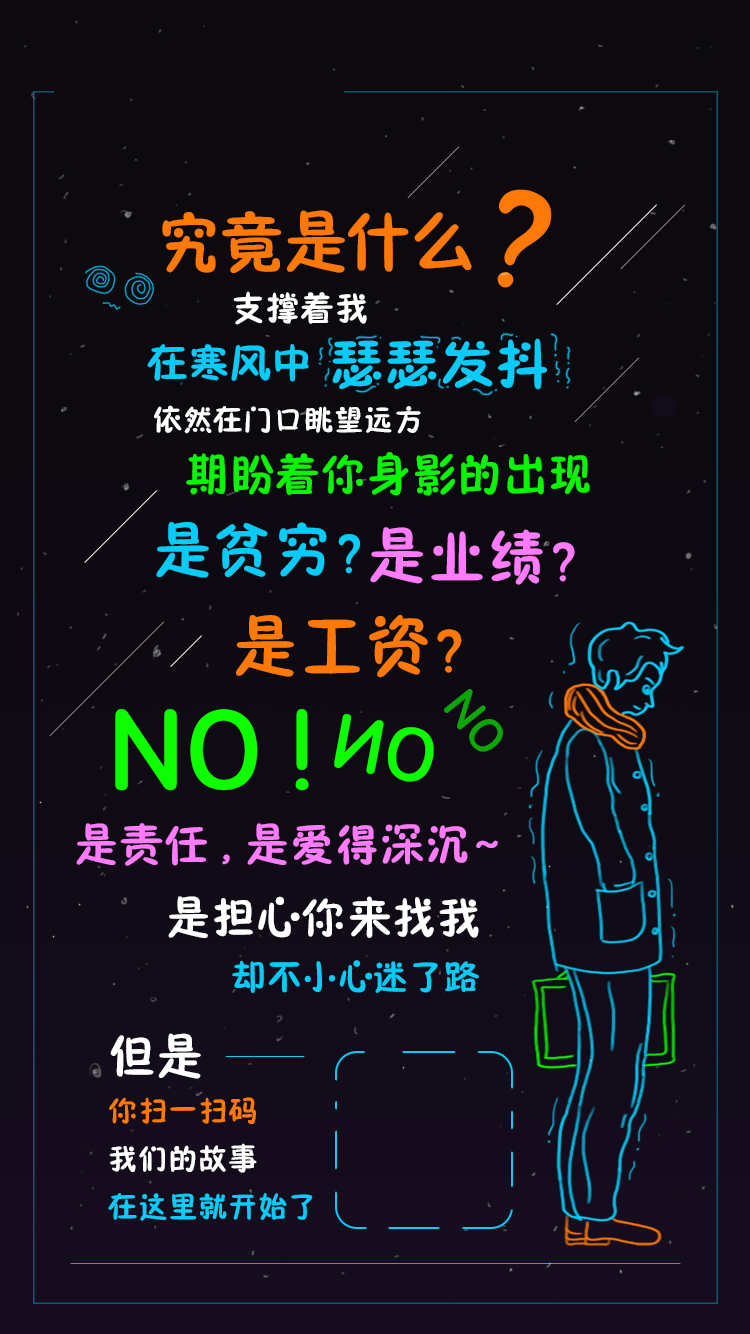 究竟是什么?
支撑着我
在寒风中 瑟瑟发抖
依然在门口眺望远方
期盼着你身影的出现
是贫穷?是业绩?
是工资?
NO!NO NO
是责任,是爱得深沉~
是担心你来找我
却不小心迷了路
但是
你扫一扫码
我们的故事
在这里就开始了